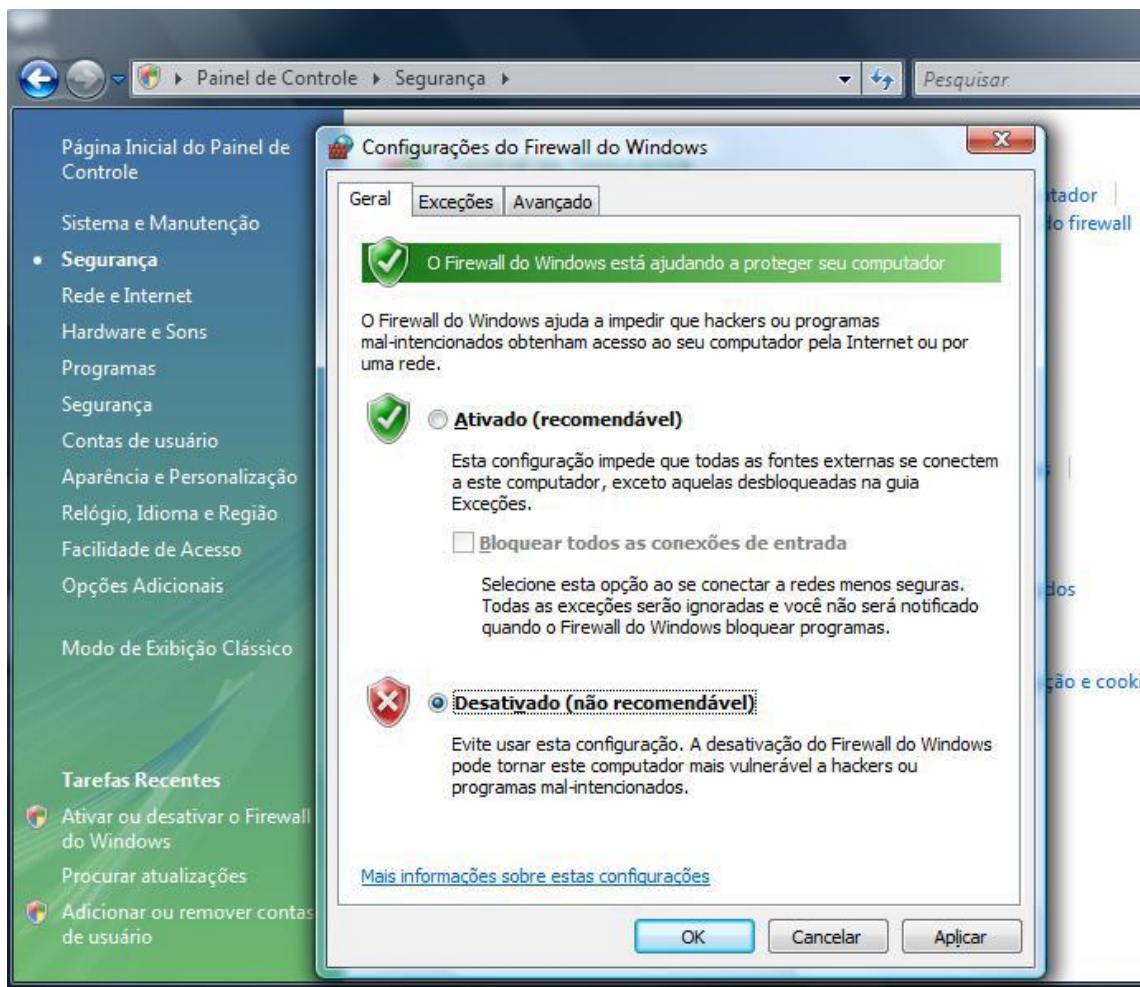 Painel de Controle Segurança
Pesquisar
Página Inicial do Painel de
Controle
Sistema e Manutenção
Segurança
Rede e Internet
Hardware e Sons
Programas
Segurança
Contas de usuário
Aparência e Personalização
Relógio, Idioma e Região
Facilidade de Acesso
Opções Adicionais
Modo de Exibição Clássico
Tarefas Recentes
Ativar ou desativar o Firewall
do Windows
Procurar atualizações
Adicionar ou remover contas
de usuário
Configurações do Firewall do Windows
Geral Exceções Avançado
O Firewall do Windows está ajudando a proteger seu computador
O Firewall do Windows ajuda a impedir que hackers ou programas
mal-intencionados obtenham acesso ao seu computador pela Internet ou por
uma rede.
Ativado (recomendável)
Esta configuração impede que todas as fontes externas se conectem
a este computador, exceto aquelas desbloqueadas na guia
Exceções.
Bloquear todos as conexões de entrada
Selecione esta opção ao se conectar a redes menos seguras.
Todas as exceções serão ignoradas e você não será notificado
quando o Firewall do Windows bloquear programas.
Desativado (não recomendável)
Evite usar esta configuração. A desativação do Firewall do Windows
pode tornar este computador mais vulnerável a hackers ou
programas mal-intencionados.
Mais informações sobre estas configurações
OK Cancelar Aplicar
tador
do firewall
dos
ção e cooki